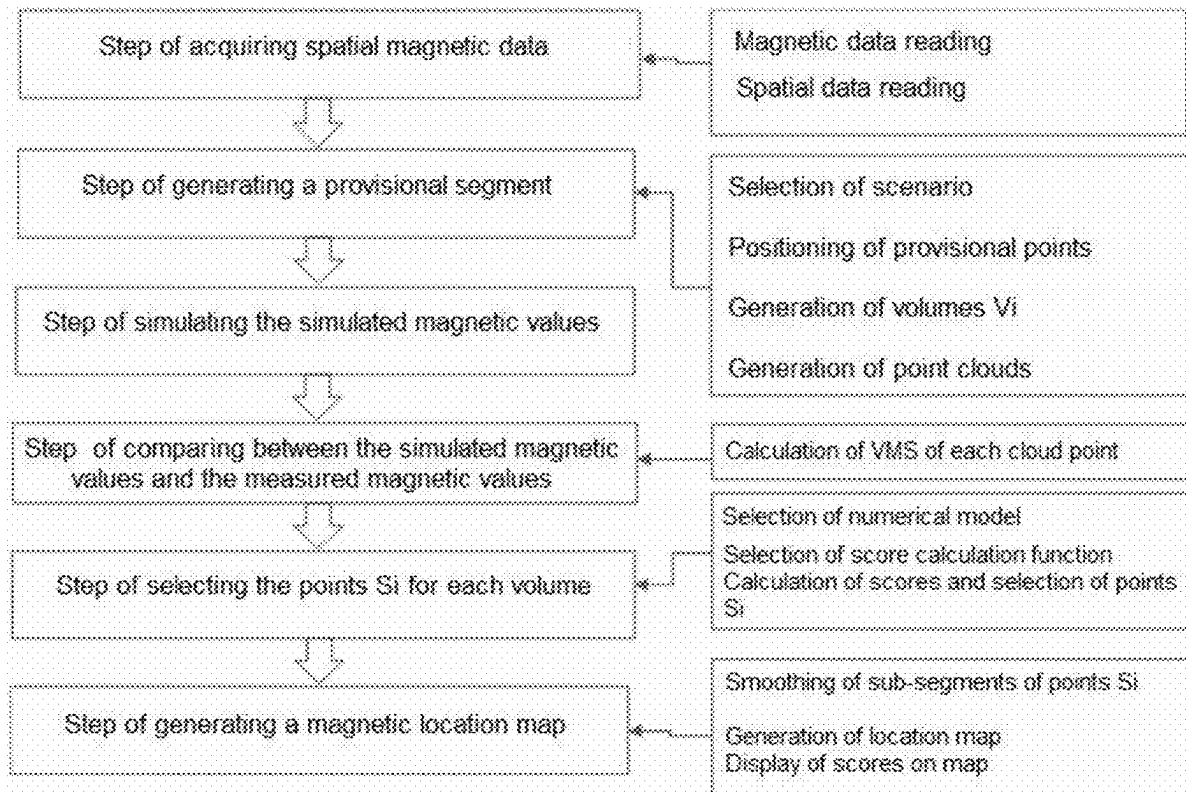 Step of acquiring spatial magnetic data
Magnetic data reading
Spatial data reading
Step of generating a provisional segment
Selection of scenario
Positioning of provisional points
Generation of volumes Vi
Generation of point clouds
Step of simulating the simulated magnetic values
Step of comparing between the simulated magnetic
values and the measured magnetic values
Calculation of VMS of each cloud point
Step of selecting the points Si for each volume
Selection of numerical model
Selection of score calculation function
Calculation of scores and selection of points
Si
Step of generating a magnetic location map
Smoothing of sub-segments of points Si
Generation of location map
Display of scores on map